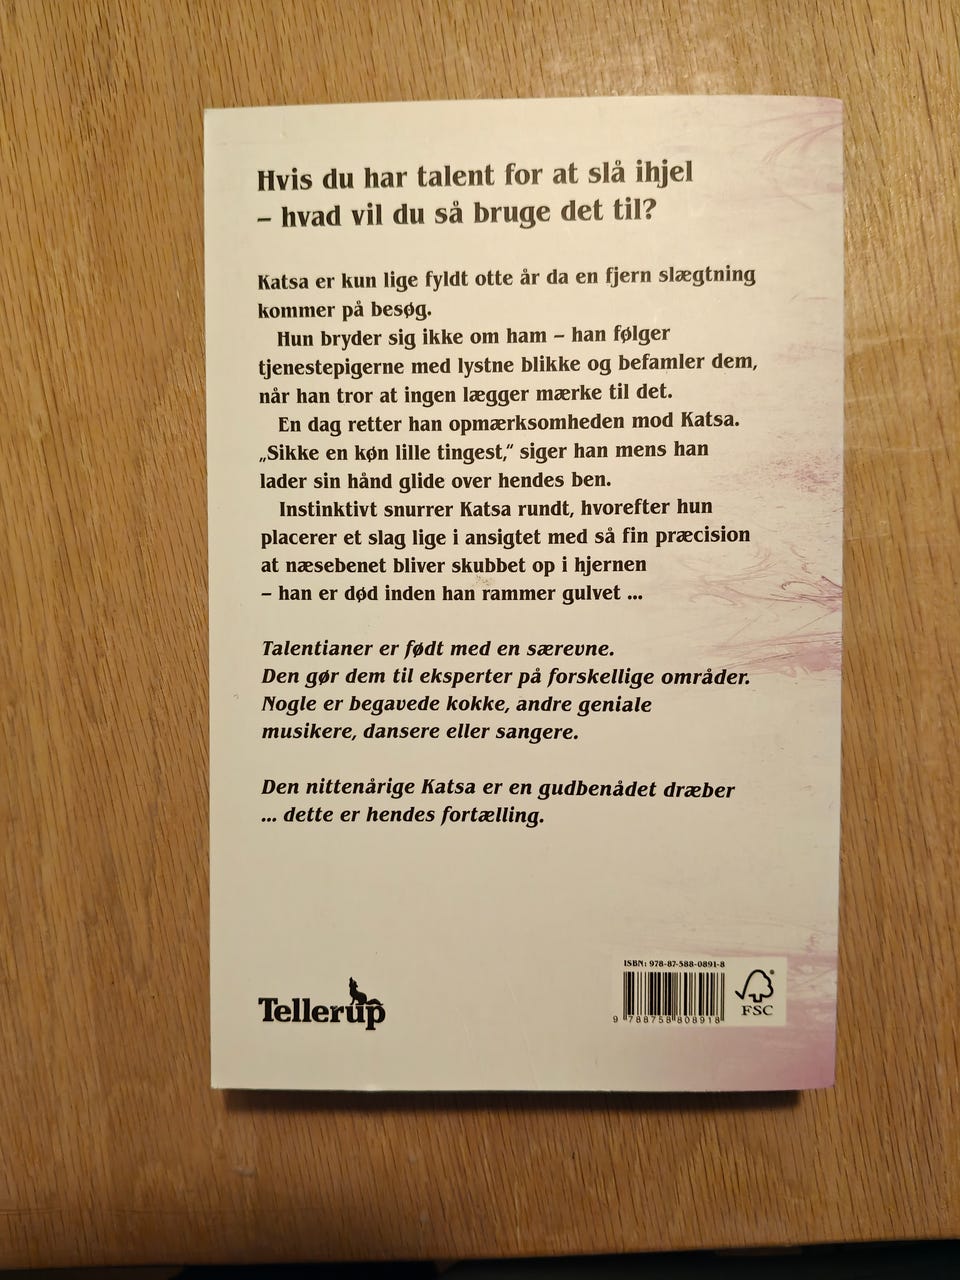 Hvis du har talent for at slå ihjel
– hvad vil du så bruge det til?
Katsa er kun lige fyldt otte år da en fjern slægtning
kommer på besøg.
Hun bryder sig ikke om ham – han følger
tjenestepigerne med lystne blikke og befamler dem,
når han tror at ingen lægger mærke til det.
En dag retter han opmærksomheden mod Katsa.
„Sikke en køn lille tingest,“ siger han mens han
lader sin hånd glide over hendes ben.
Instinktivt snurrer Katsa rundt, hvorefter hun
placerer et slag lige i ansigtet med så fin præcision
at næsebenet bliver skubbet op i hjernen
– han er død inden han rammer gulvet ...
Talentianer er født med en særevne.
Den gør dem til eksperter på forskellige områder.
Nogle er begavede kokke, andre geniale
musikere, dansere eller sangere.
Den nittenårige Katsa er en gudbenådet dræber
... dette er hendes fortælling.
Tellerup
ISBN: 978-87-588-0891-8
9 788758 808918
FSC